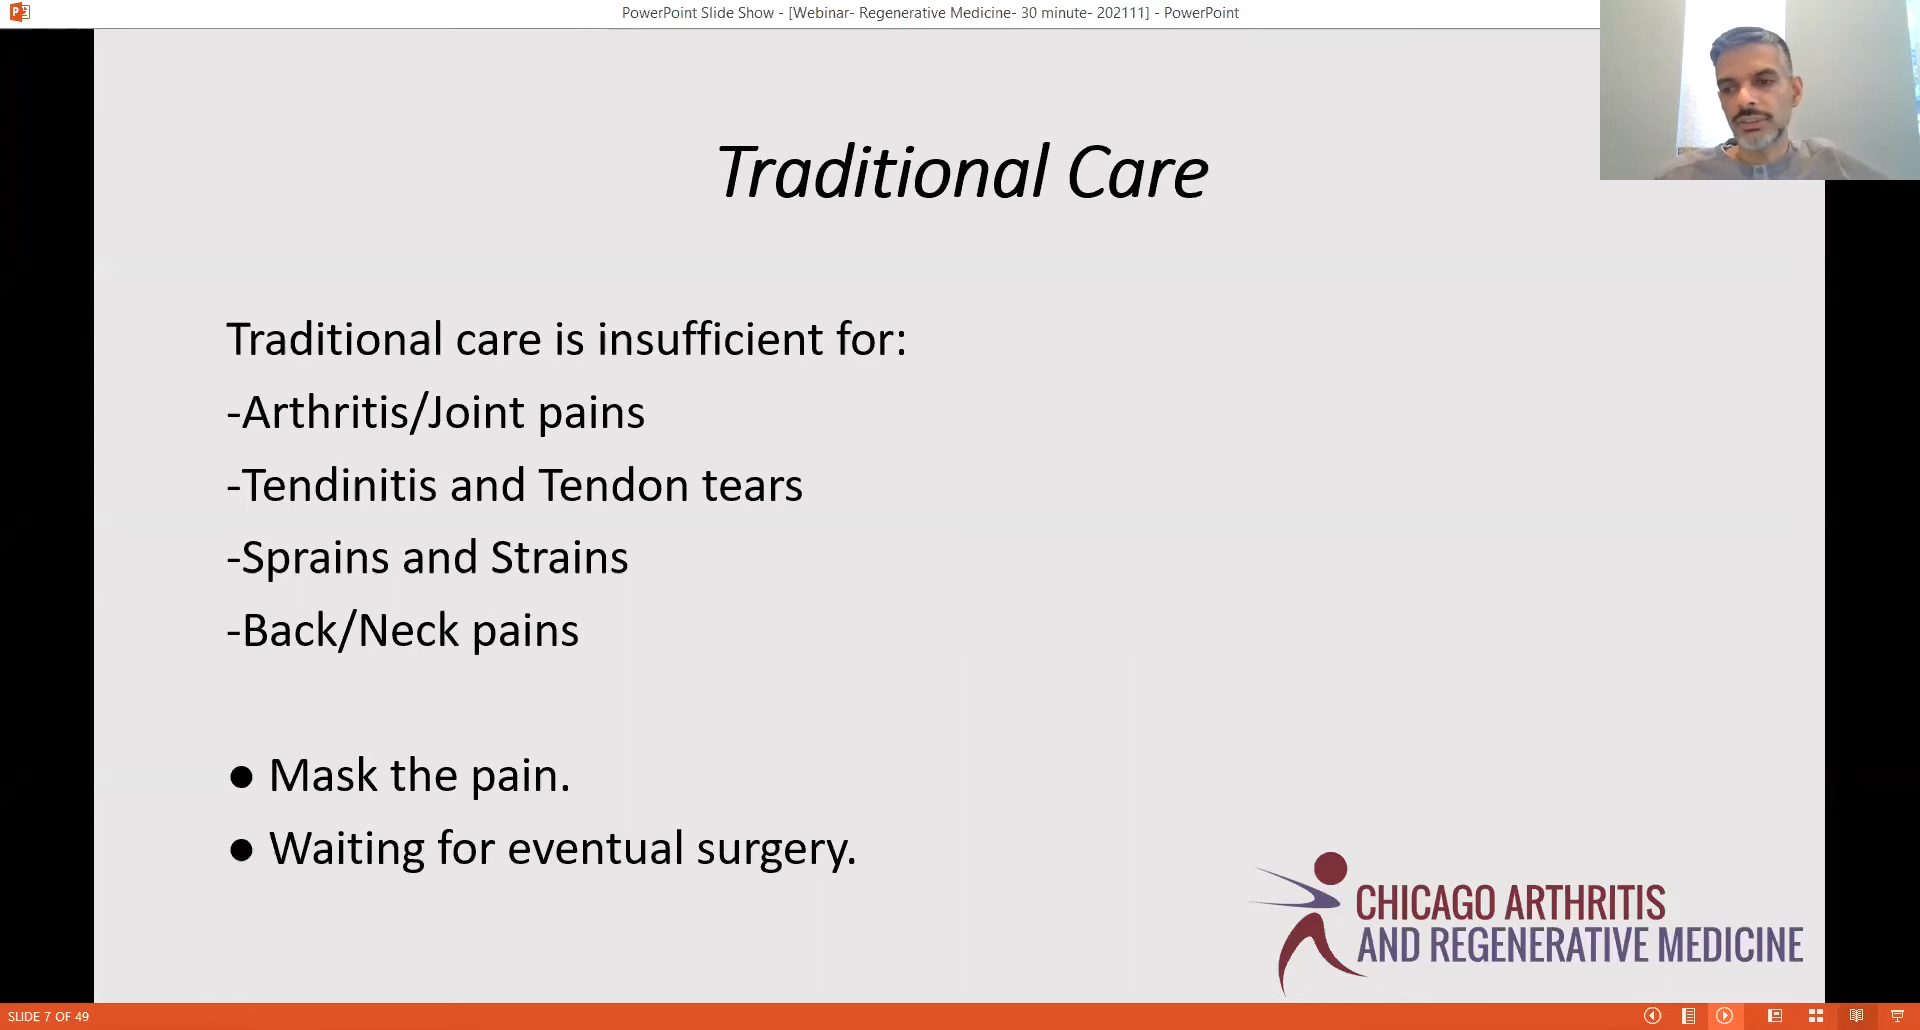 PowerPoint Slide Show - [Webinar- Regenerative Medicine- 30 minute- 202111] - PowerPoint
Traditional Care
Traditional care is insufficient for:
-Arthritis/Joint pains
-Tendinitis and Tendon tears
-Sprains and Strains
-Back/Neck pains
● Mask the pain.
● Waiting for eventual surgery.
CHICAGO ARTHRITIS
AND REGENERATIVE MEDICINE
SLIDE 7 OF 49